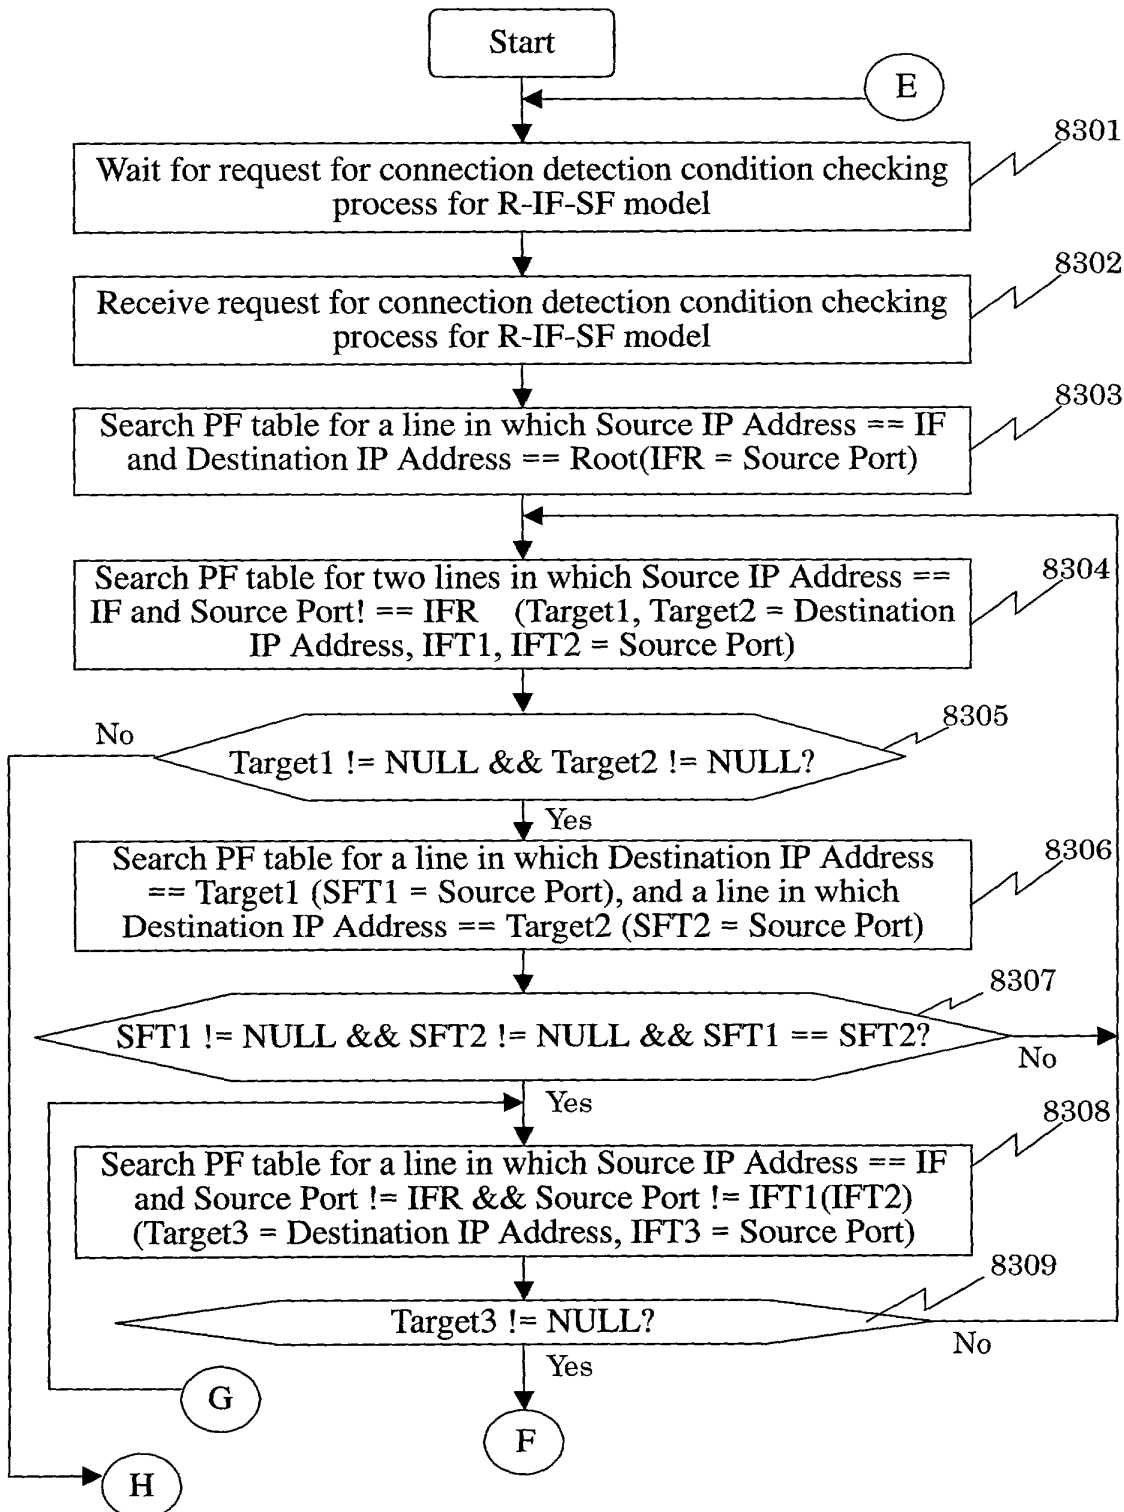 Start
E
8301
Wait for request for connection detection condition checking
process for R-IF-SF model
8302
Receive request for connection detection condition checking
process for R-IF-SF model
8303
Search PF table for a line in which Source IP Address == IF
and Destination IP Address == Root(IFR = Source Port)
8304
Search PF table for two lines in which Source IP Address ==
IF and Source Port! == IFR (Target1, Target2 = Destination
IP Address, IFT1, IFT2 = Source Port)
8305
No
Target1 != NULL && Target2 != NULL?
Yes
8306
Search PF table for a line in which Destination IP Address
== Target1 (SFT1 = Source Port), and a line in which
Destination IP Address == Target2 (SFT2 = Source Port)
8307
SFT1 != NULL && SFT2 != NULL && SFT1 == SFT2?
No
Yes
8308
Search PF table for a line in which Source IP Address == IF
and Source Port != IFR && Source Port != IFT1(IFT2)
(Target3 = Destination IP Address, IFT3 = Source Port)
8309
Target3 != NULL?
No
Yes
G
F
H